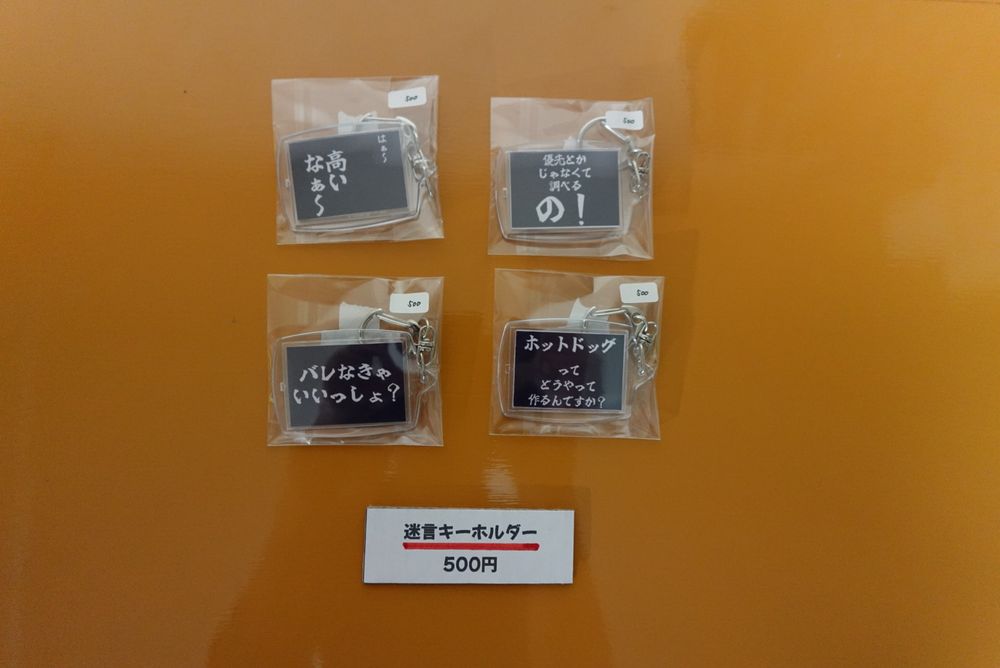 500
はぁ〜
高い
なぁ〜
500
優先とか
じゃなくて
調べる
の！
500
バレなきゃ
いいっしょ？
500
ホットドッグ
って
どうやって
作るんですか？
迷言キーホルダー
500円